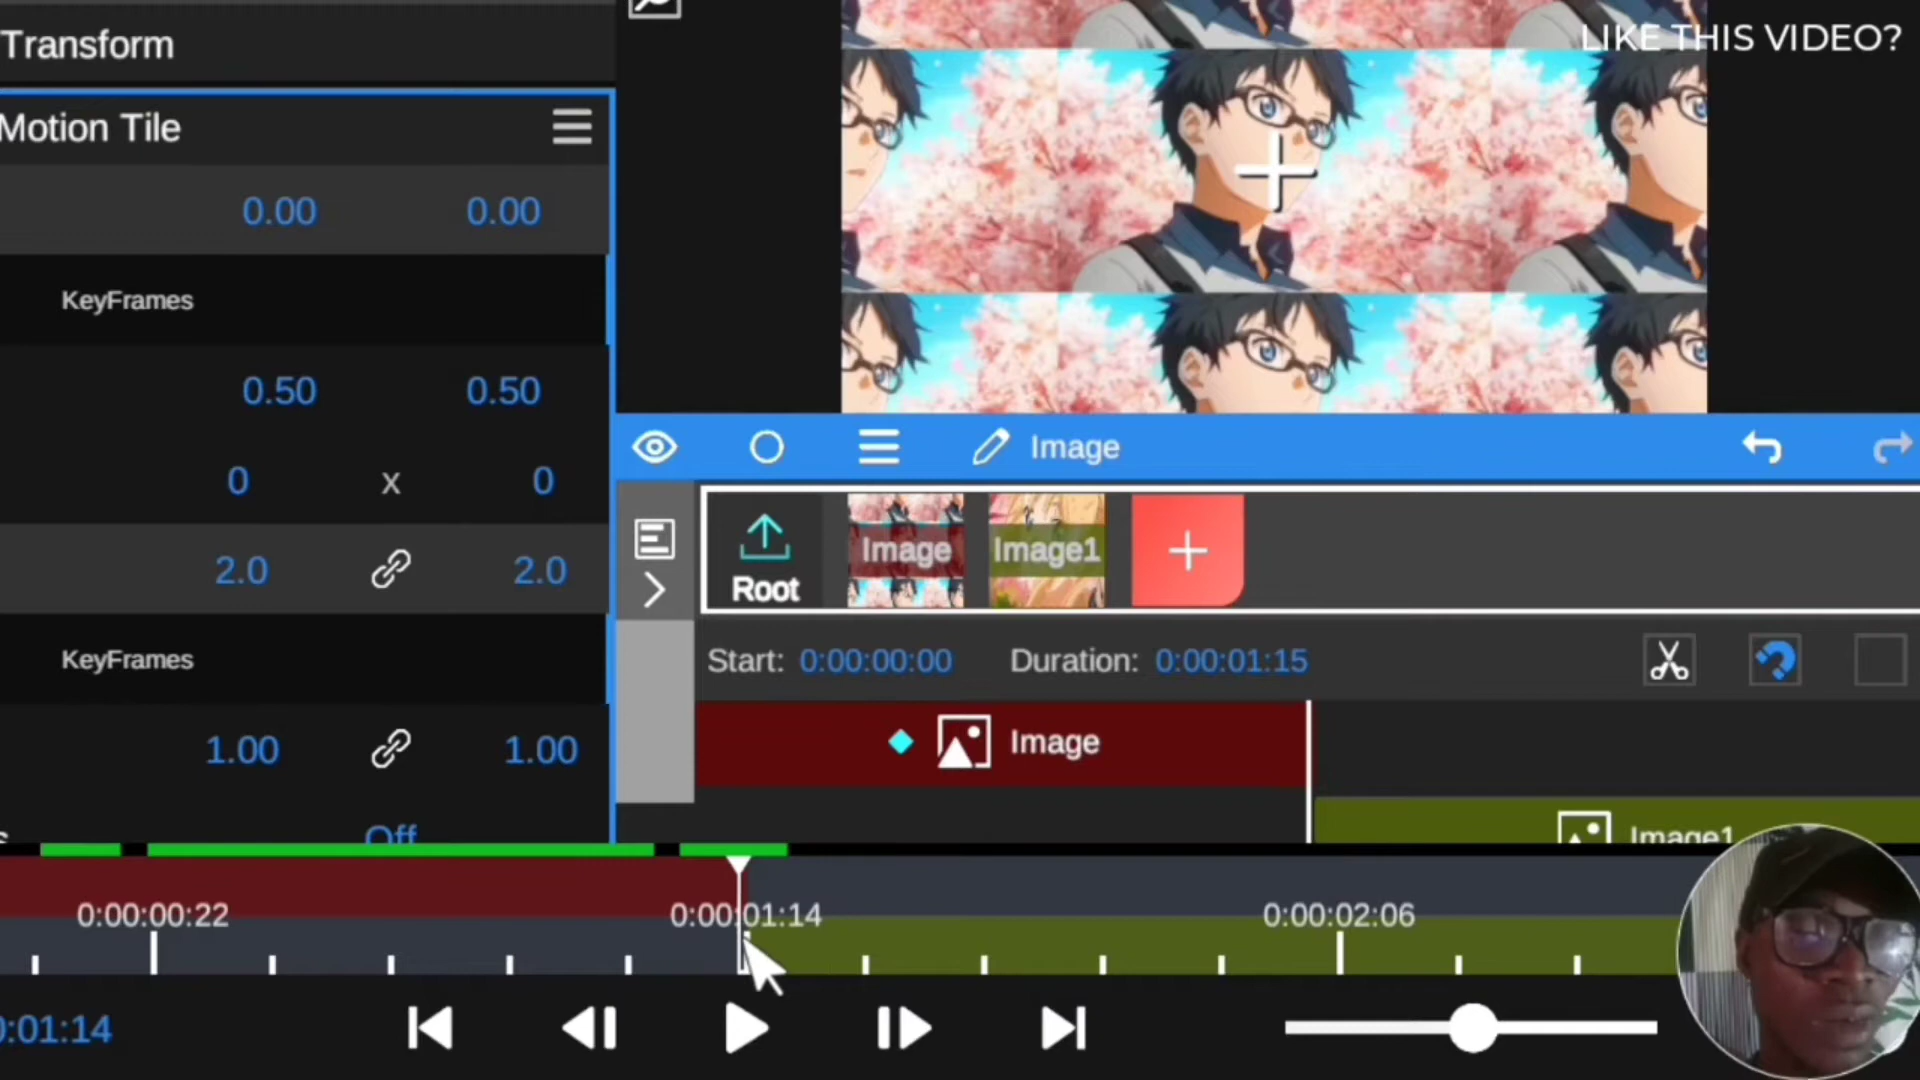 LIKE THIS VIDEO?
Transform
Motion Tile
0.00 0.00
KeyFrames
0.50 0.50
0 x 0
2.0 2.0
KeyFrames
1.00 1.00
Off
Image
Root
Image
Image1
Start: 0:00:00:00 Duration: 0:00:01:15
Image
Image1
0:00:00:22 0:00:01:14 0:00:02:06
:01:14